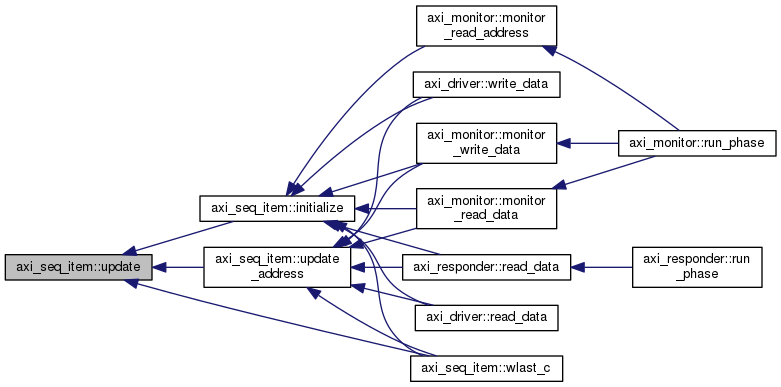 axi_monitor::monitor
_read_address
axi_driver::write_data
axi_monitor::monitor
_write_data
axi_monitor::run_phase
axi_monitor::monitor
_read_data
axi_seq_item::initialize
axi_seq_item::update
axi_seq_item::update
_address
axi_responder::read_data
axi_responder::run
_phase
axi_driver::read_data
axi_seq_item::wlast_c